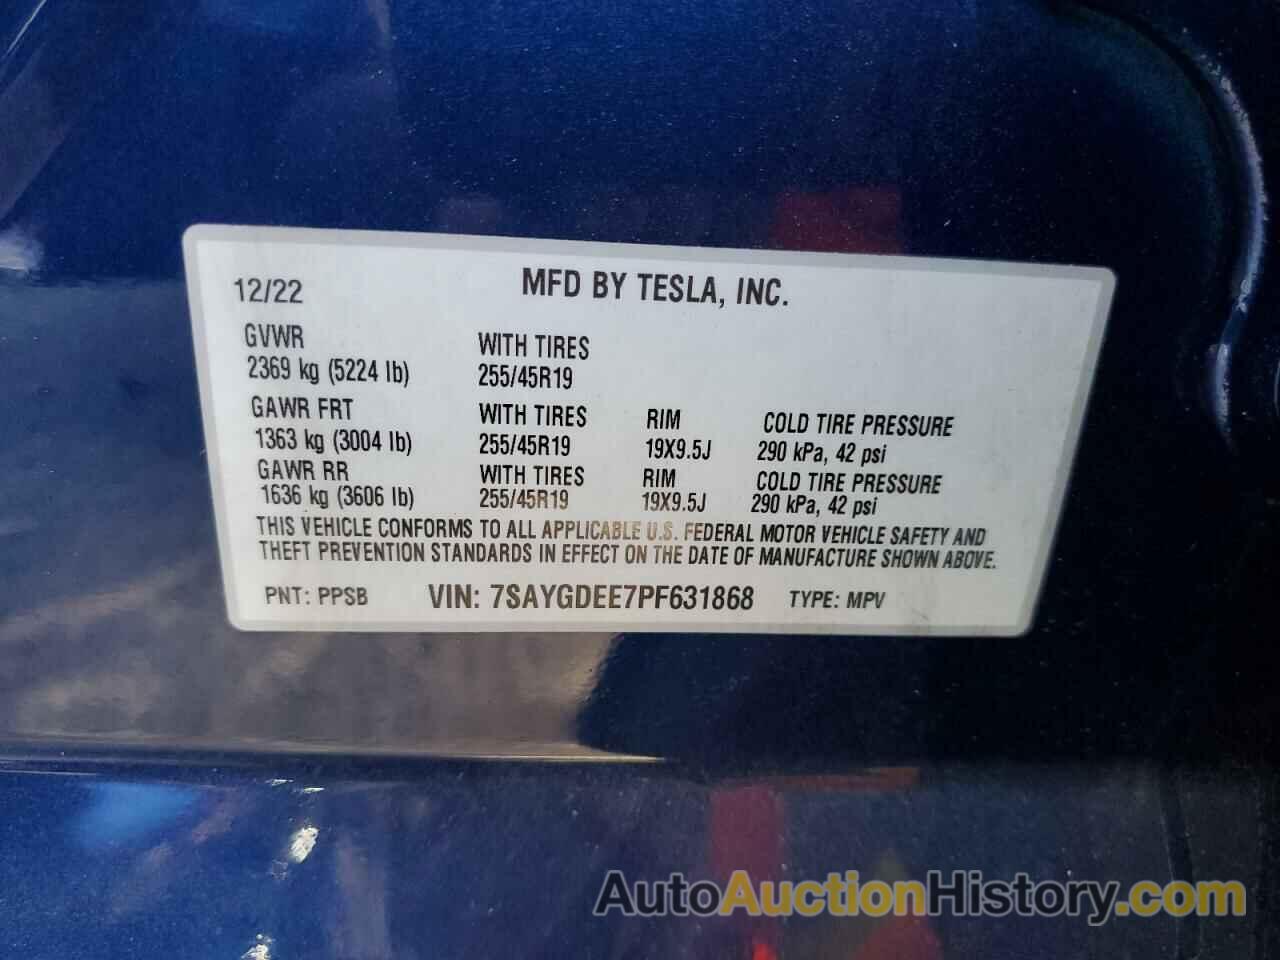 12/22 MFD BY TESLA, INC.
GVWR WITH TIRES
2369 kg (5224 lb) 255/45R19
GAWR FRT WITH TIRES RIM COLD TIRE PRESSURE
1363 kg (3004 lb) 255/45R19 19X9.5J 290 kPa, 42 psi
GAWR RR WITH TIRES RIM COLD TIRE PRESSURE
1636 kg (3606 lb) 255/45R19 19X9.5J 290 kPa, 42 psi
THIS VEHICLE CONFORMS TO ALL APPLICABLE U.S. FEDERAL MOTOR VEHICLE SAFETY AND
THEFT PREVENTION STANDARDS IN EFFECT ON THE DATE OF MANUFACTURE SHOWN ABOVE.
PNT: PPSB VIN: 7SAYGDEE7PF631868 TYPE: MPV
AutoAuctionHistory.com